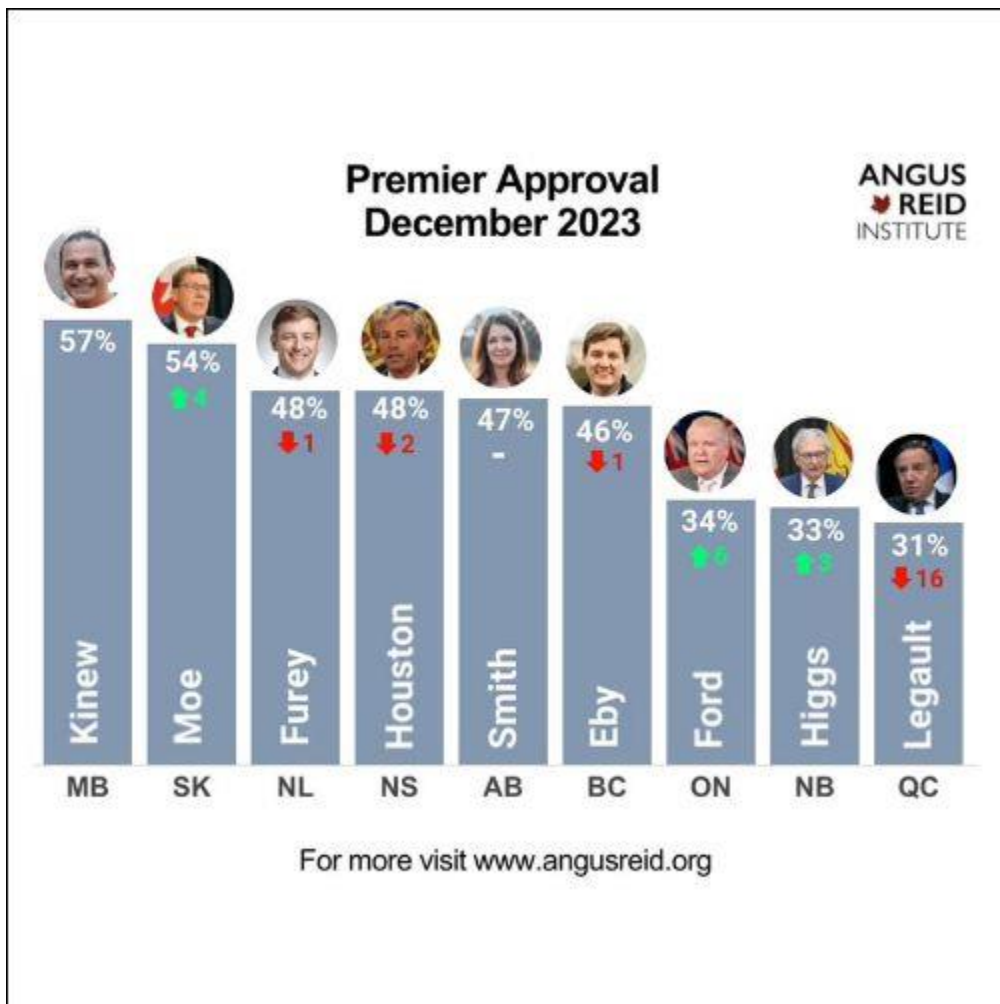 Premier Approval
December 2023
ANGUS
REID
INSTITUTE
57%
54%
4
48%
1
48%
2
47%
-
46%
1
34%
6
33%
3
31%
16
Kinew
Moe
Furey
Houston
Smith
Eby
Ford
Higgs
Legault
MB
SK
NL
NS
AB
BC
ON
NB
QC
For more visit www.angusreid.org